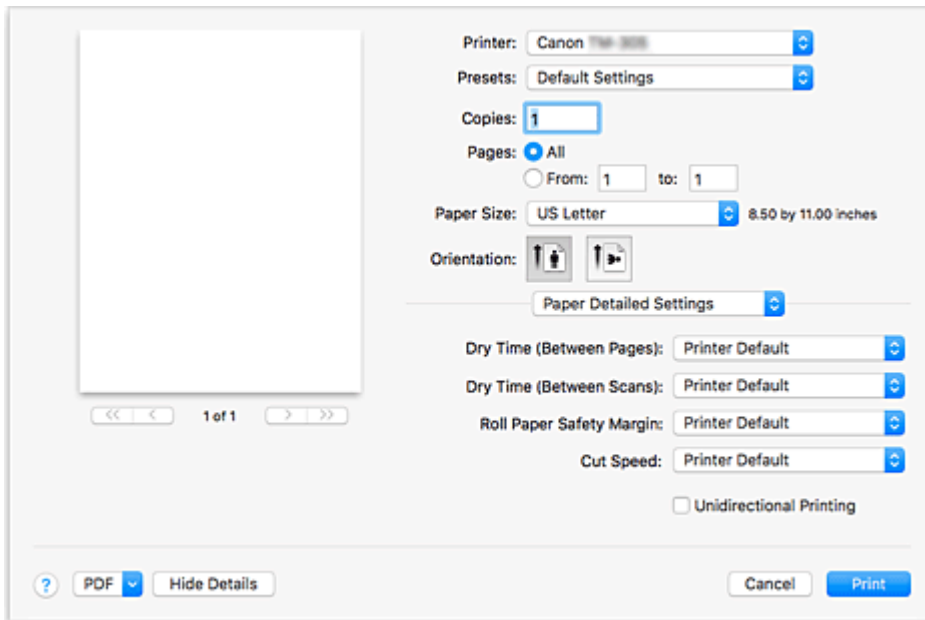 Printer: Canon
Presets: Default Settings
Copies: 1
Pages: All
From: 1 to: 1
Paper Size: US Letter 8.50 by 11.00 inches
Orientation:
Paper Detailed Settings
Dry Time (Between Pages): Printer Default
Dry Time (Between Scans): Printer Default
<< < 1 of 1 > >>
Roll Paper Safety Margin: Printer Default
Cut Speed: Printer Default
Unidirectional Printing
? PDF Hide Details Cancel Print